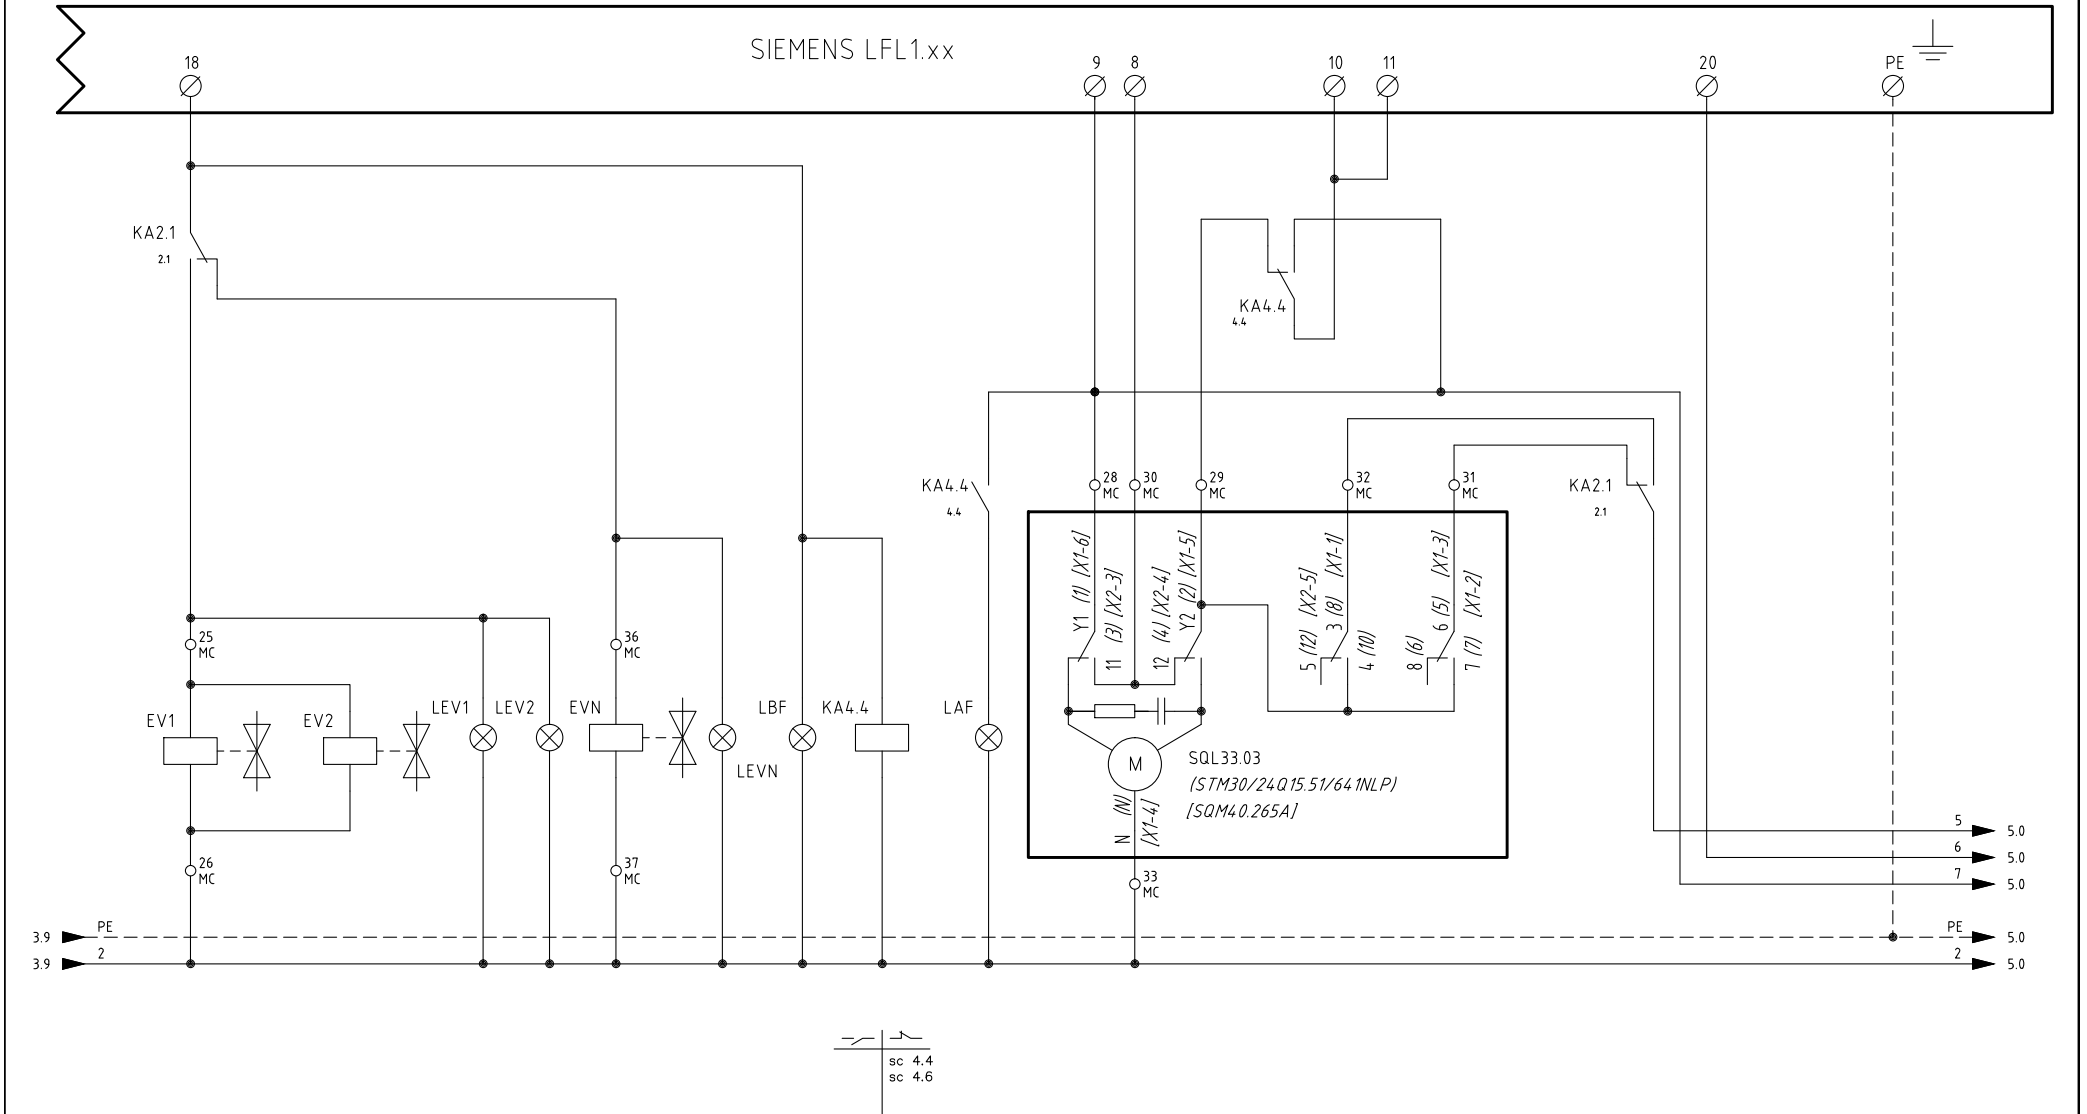 SIEMENS LFL1.xx
18
9
8
10
11
20
PE
KA2.1
2.1
KA4.4
4.4
KA4.4
4.4
28
MC
30
MC
29
MC
32
MC
31
MC
KA2.1
2.1
Y1 (1) [X1-6]
11 (3) [X2-3]
12 (4) [X2-4]
Y2 (2) [X1-5]
5 (12) [X2-5]
3 (8) [X1-1]
4 (10)
8 (6)
6 (5) [X1-3]
7 (7) [X1-2]
25
MC
36
MC
EV1
EV2
LEV1
LEV2
EVN
LEVN
LBF
KA4.4
LAF
M
SQL33.03
(STM30/24Q15.51/641NLP)
[SQM40.265A]
N (N)
[X1-4]
26
MC
37
MC
33
MC
5
5.0
6
5.0
7
5.0
3.9
PE
PE
5.0
3.9
2
2
5.0
sc 4.4
sc 4.6